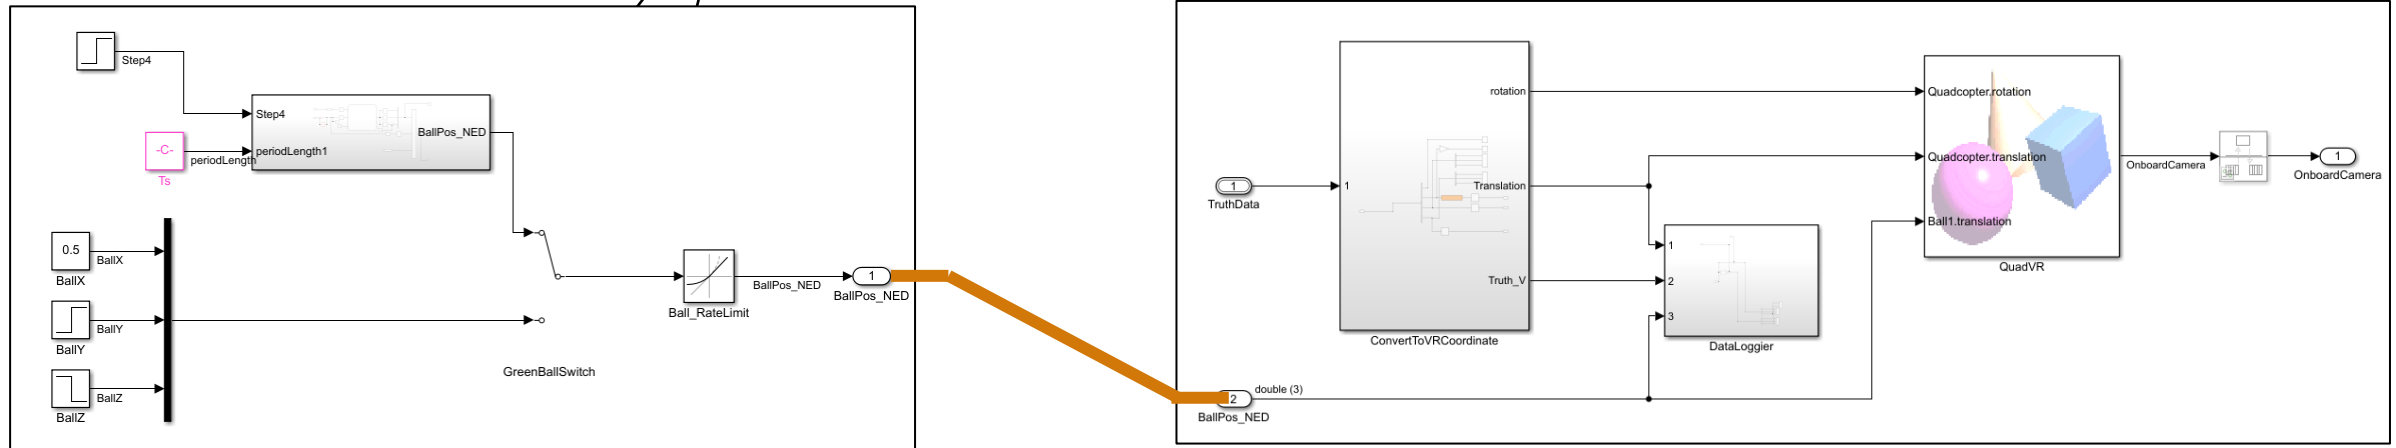 Step4
Step4
BallPos_NED
-C-
periodLength
periodLength1
Ts
0.5
BallX
BallX
BallY
BallY
BallZ
BallZ
GreenBallSwitch
Ball_RateLimit
BallPos_NED
1
BallPos_NED
1
TruthData
1
rotation
Translation
Truth_V
ConvertToVRCoordinate
2
BallPos_NED
double (3)
1
2
3
DataLoggier
Quadcopter.rotation
Quadcopter.translation
Ball1.translation
QuadVR
OnboardCamera
1
OnboardCamera